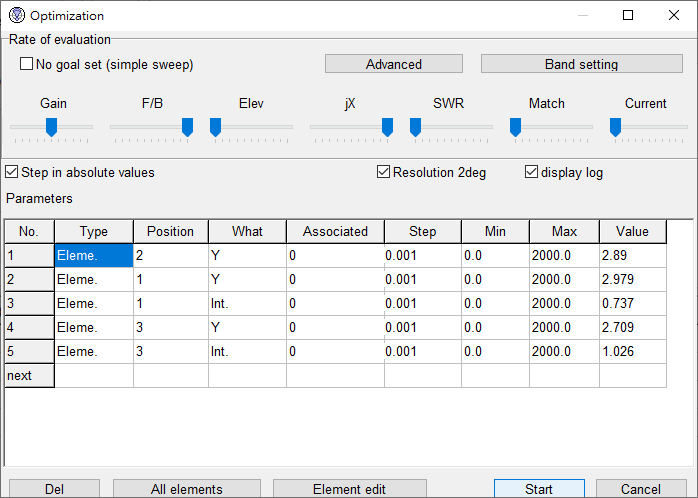 Optimization
Rate of evaluation
No goal set (simple sweep)
Advanced
Band setting
Gain F/B Elev jX SWR Match Current
Step in absolute values
Resolution 2deg
display log
Parameters
No. Type Position What Associated Step Min Max Value
1 Eleme. 2 Y 0 0.001 0.0 2000.0 2.89
2 Eleme. 1 Y 0 0.001 0.0 2000.0 2.979
3 Eleme. 1 Int. 0 0.001 0.0 2000.0 0.737
4 Eleme. 3 Y 0 0.001 0.0 2000.0 2.709
5 Eleme. 3 Int. 0 0.001 0.0 2000.0 1.026
next
Del All elements Element edit Start Cancel